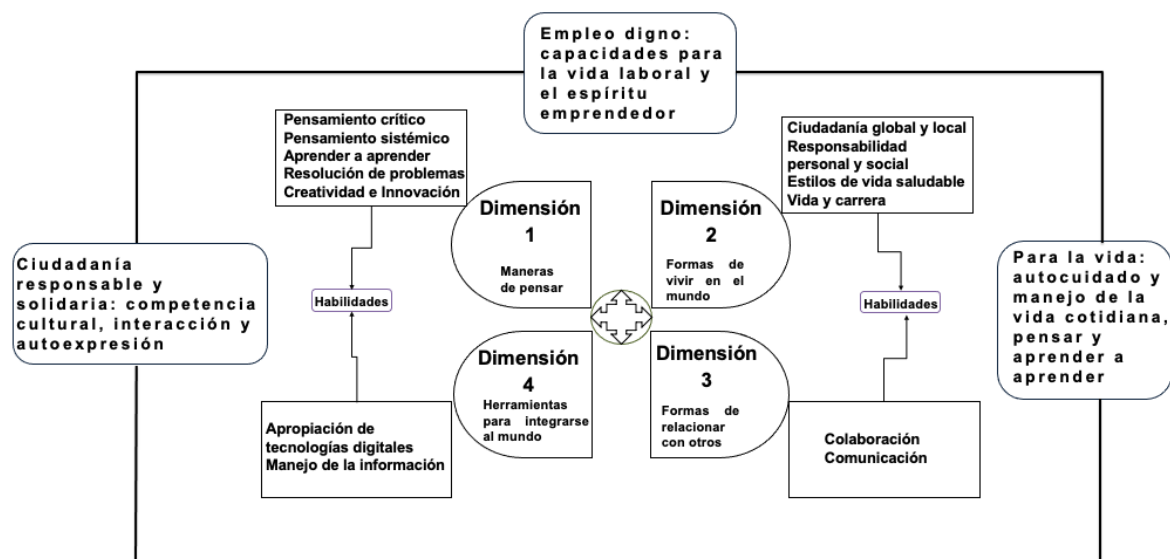 Empleo digno:
capacidades para
la vida laboral y
el espíritu
emprendedor
Pensamiento crítico
Pensamiento sistémico
Aprender a aprender
Resolución de problemas
Creatividad e Innovación
Ciudadanía global y local
Responsabilidad
personal y social
Estilos de vida saludable
Vida y carrera
Dimensión
1
Maneras
de pensar
Dimensión
2
Formas de
vivir en el
mundo
Ciudadanía
responsable y
solidaria: competencia
cultural, interacción y
autoexpresión
Habilidades
Habilidades
Para la vida:
autocuidado y
manejo de la
vida cotidiana,
pensar y
aprender a
aprender
Dimensión
4
Herramientas
para integrarse
al mundo
Dimensión
3
Formas de
relacionar
con otros
Apropiación de
tecnologías digitales
Manejo de la información
Colaboración
Comunicación